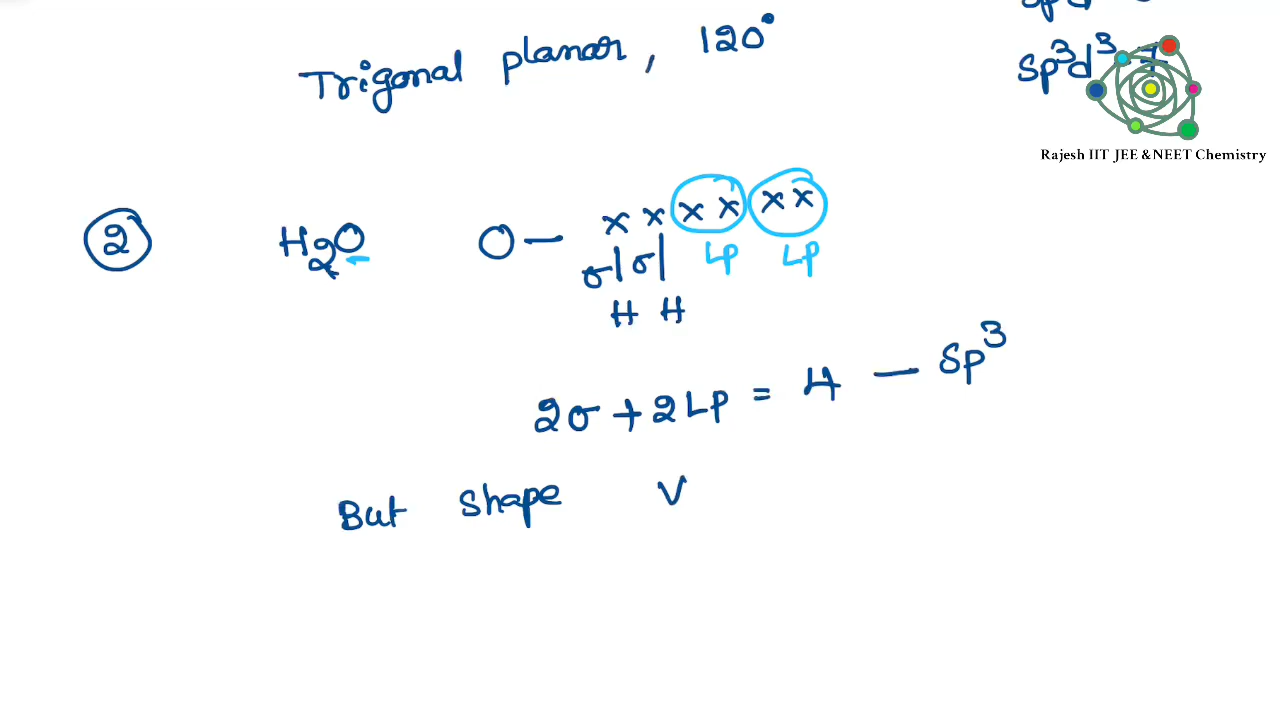 Trigonal planar, 120°
Sp³d³-7
Rajesh IIT JEE & NEET Chemistry
2 H₂O O — x x x x x x
σ| σ| LP LP
H H
2σ + 2LP = 4 — Sp³
But Shape V